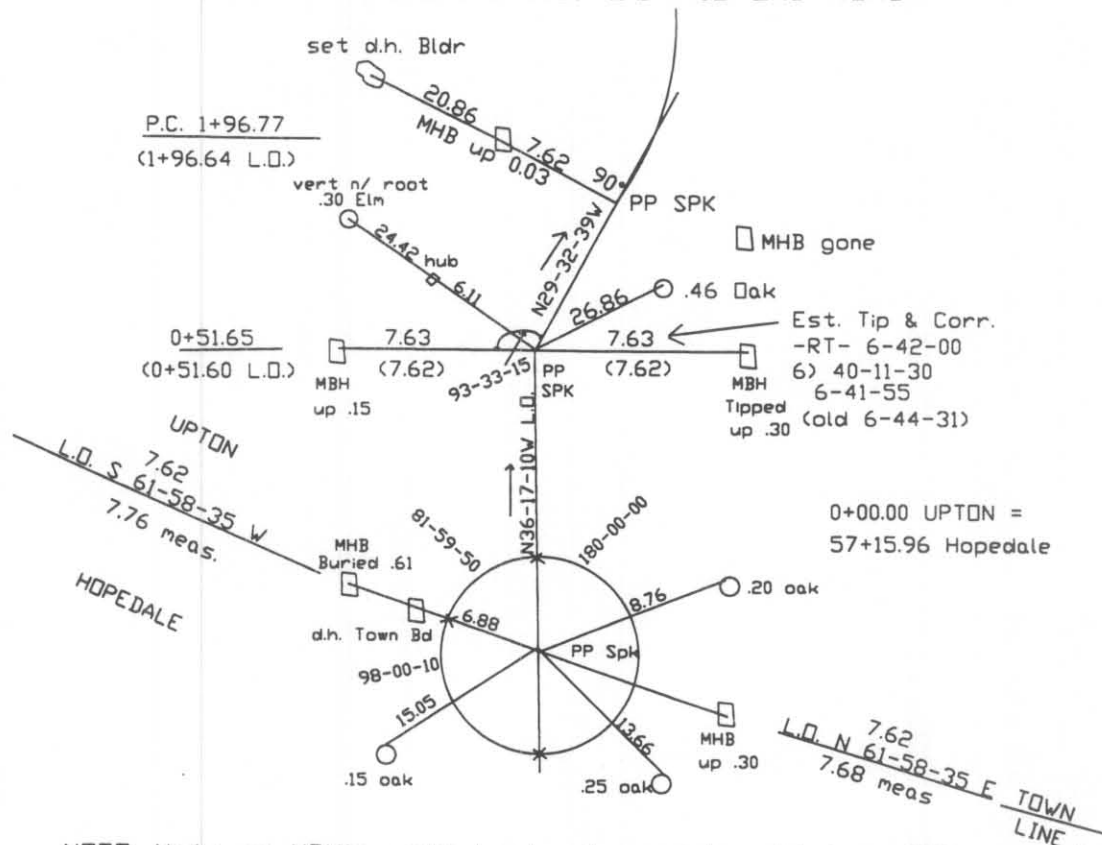 set d.h. Bldr
20.86
MHB up 0.03
7.62
90°
PP SPK
P.C. 1+96.77
(1+96.64 L.O.)
vert n/ root
.30 Elm
24.42
hub
6.11
N29-32-39W
MHB gone
26.86
.46 Oak
0+51.65
(0+51.60 L.O.)
7.63
(7.62)
93-33-15
PP
SPK
7.63
(7.62)
MBH
up .15
MBH
Tipped
up .30
Est. Tip & Corr.
-RT- 6-42-00
6) 40-11-30
6-41-55
(old 6-44-31)
UPTON
7.62
L.O. S 61-58-35 W
7.76 meas.
HOPEDALE
N36-17-10W L.O.
81-59-50
180-00-00
0+00.00 UPTON =
57+15.96 Hopedale
MHB
Buried .61
d.h. Town Bd
6.88
8.76
.20 oak
PP Spk
98-00-10
15.05
.15 oak
13.66
.25 oak
MHB
up .30
7.62
L.O. N 61-58-35 E
7.68 meas
TOWN
LINE